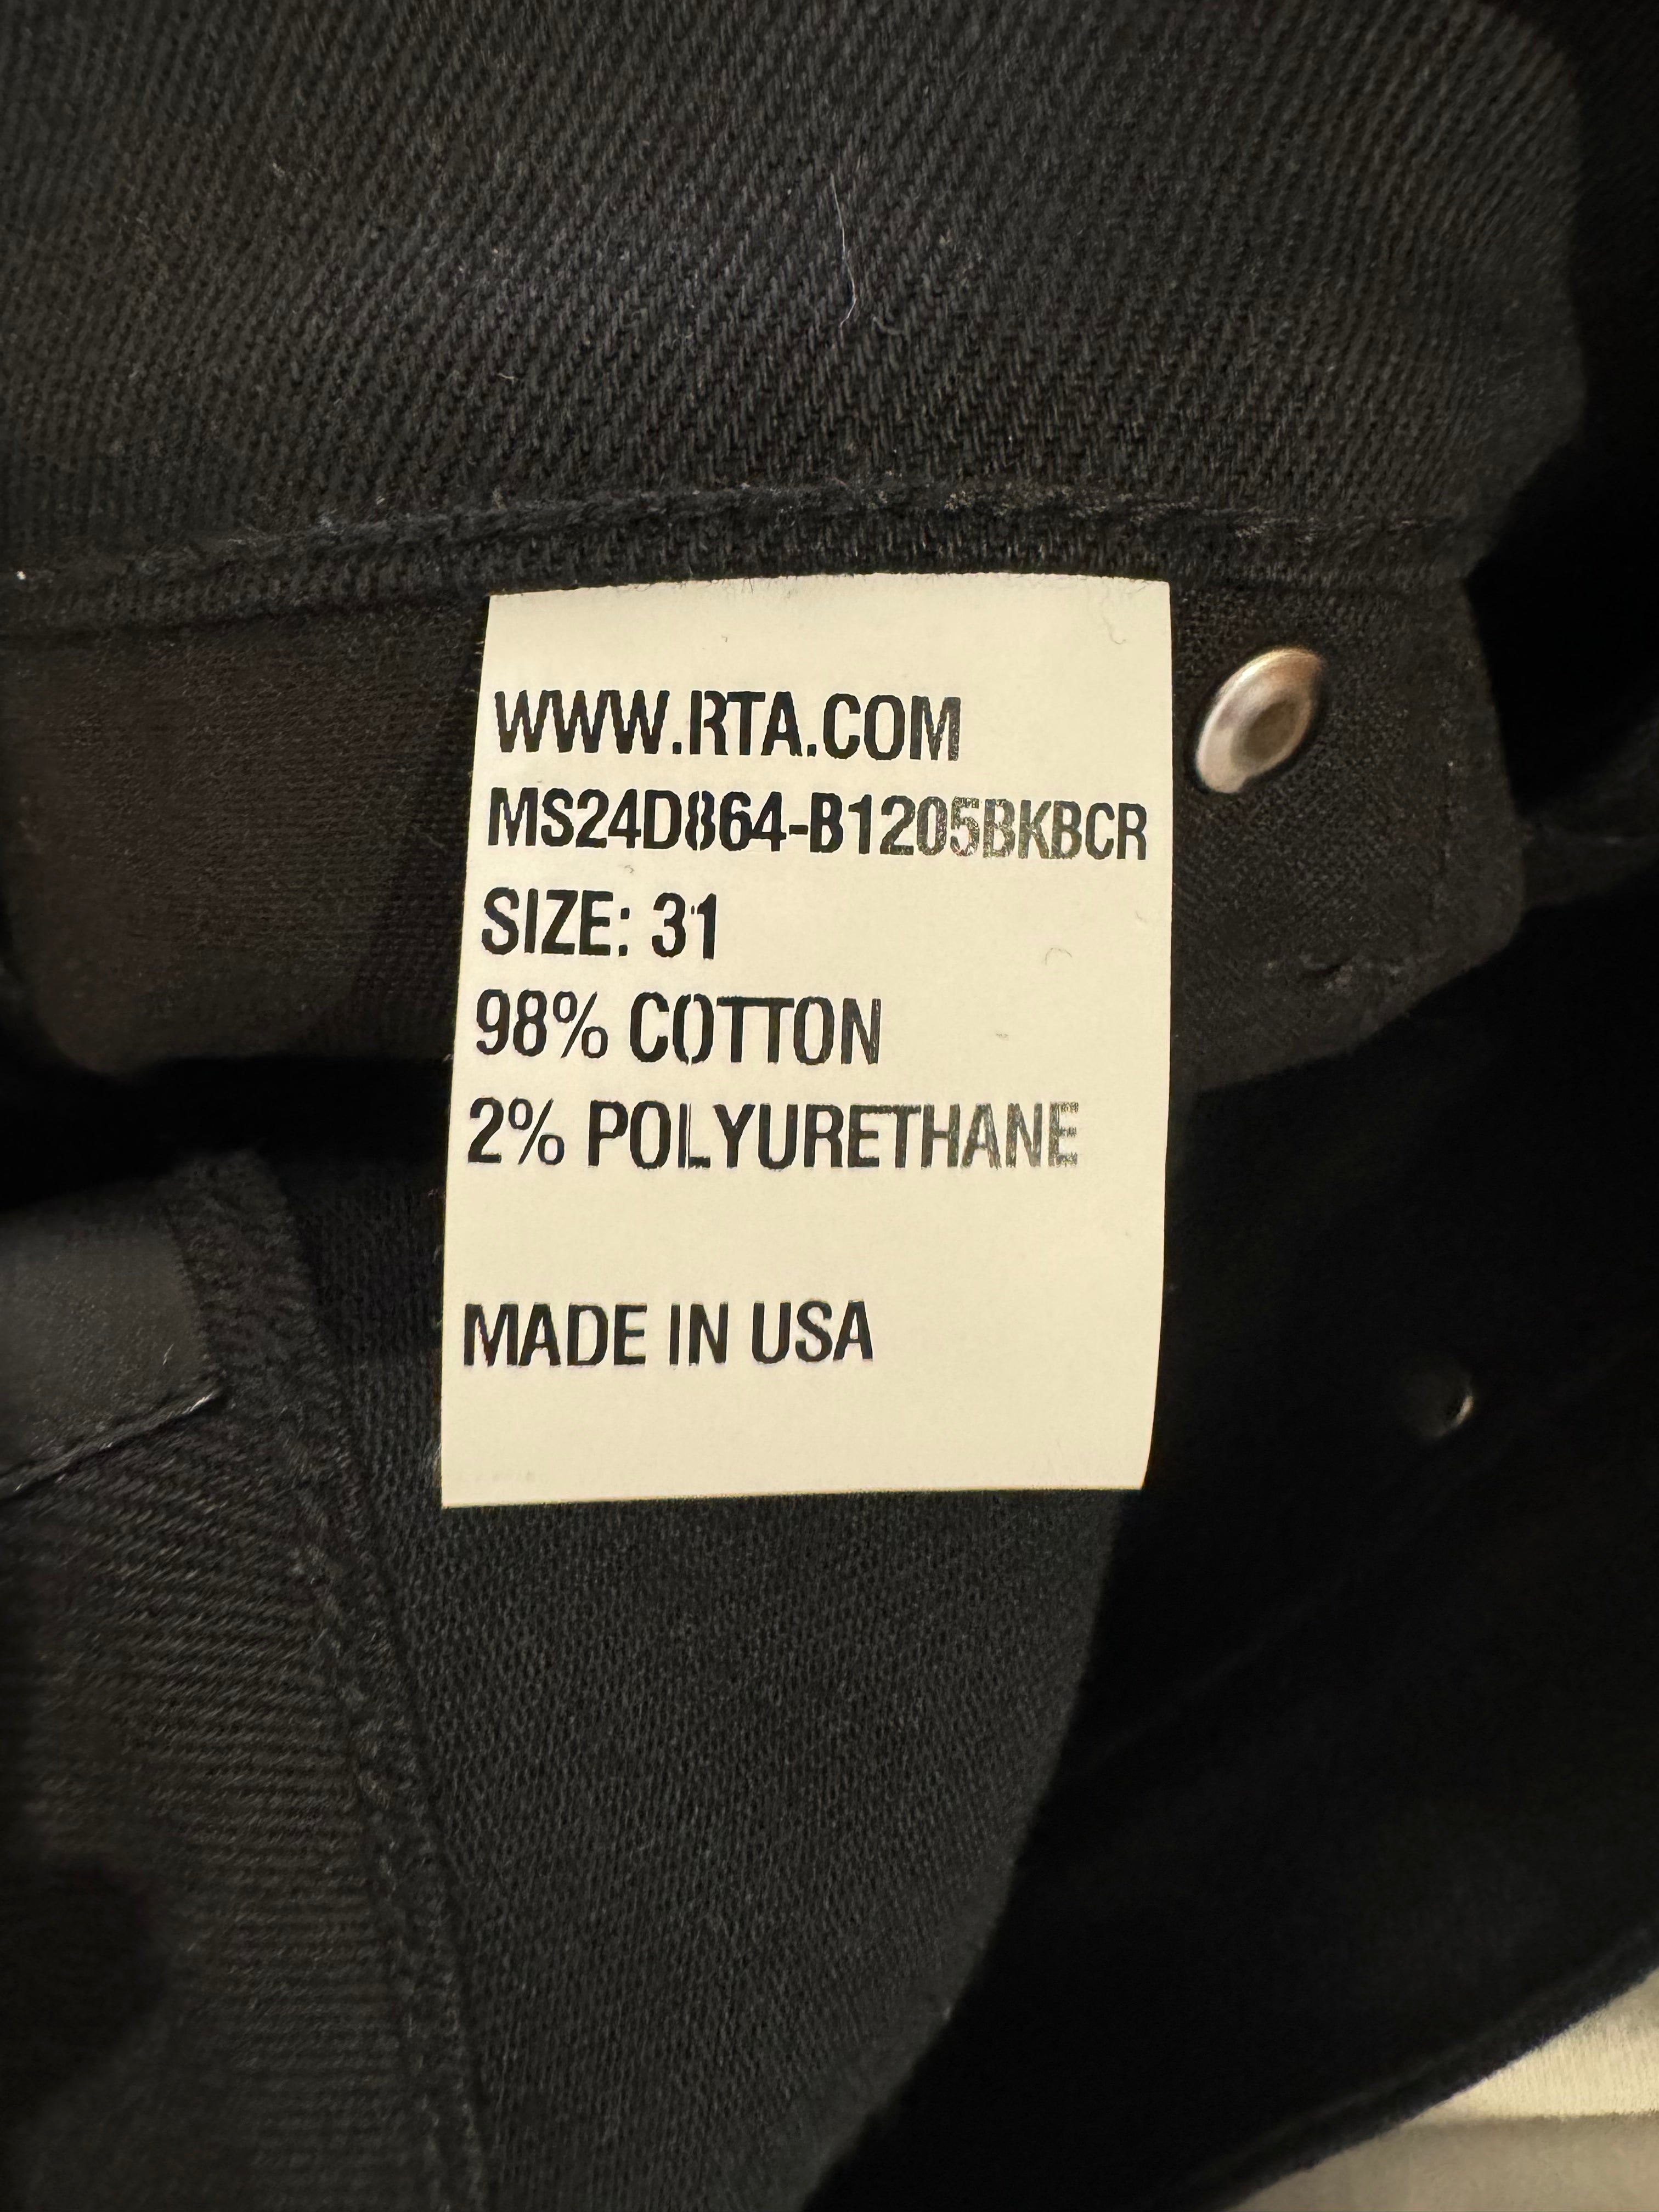 WWW.RTA.COM
MS24D864-B1205BKBCR
SIZE: 31
98% COTTON
2% POLYURETHANE
MADE IN USA